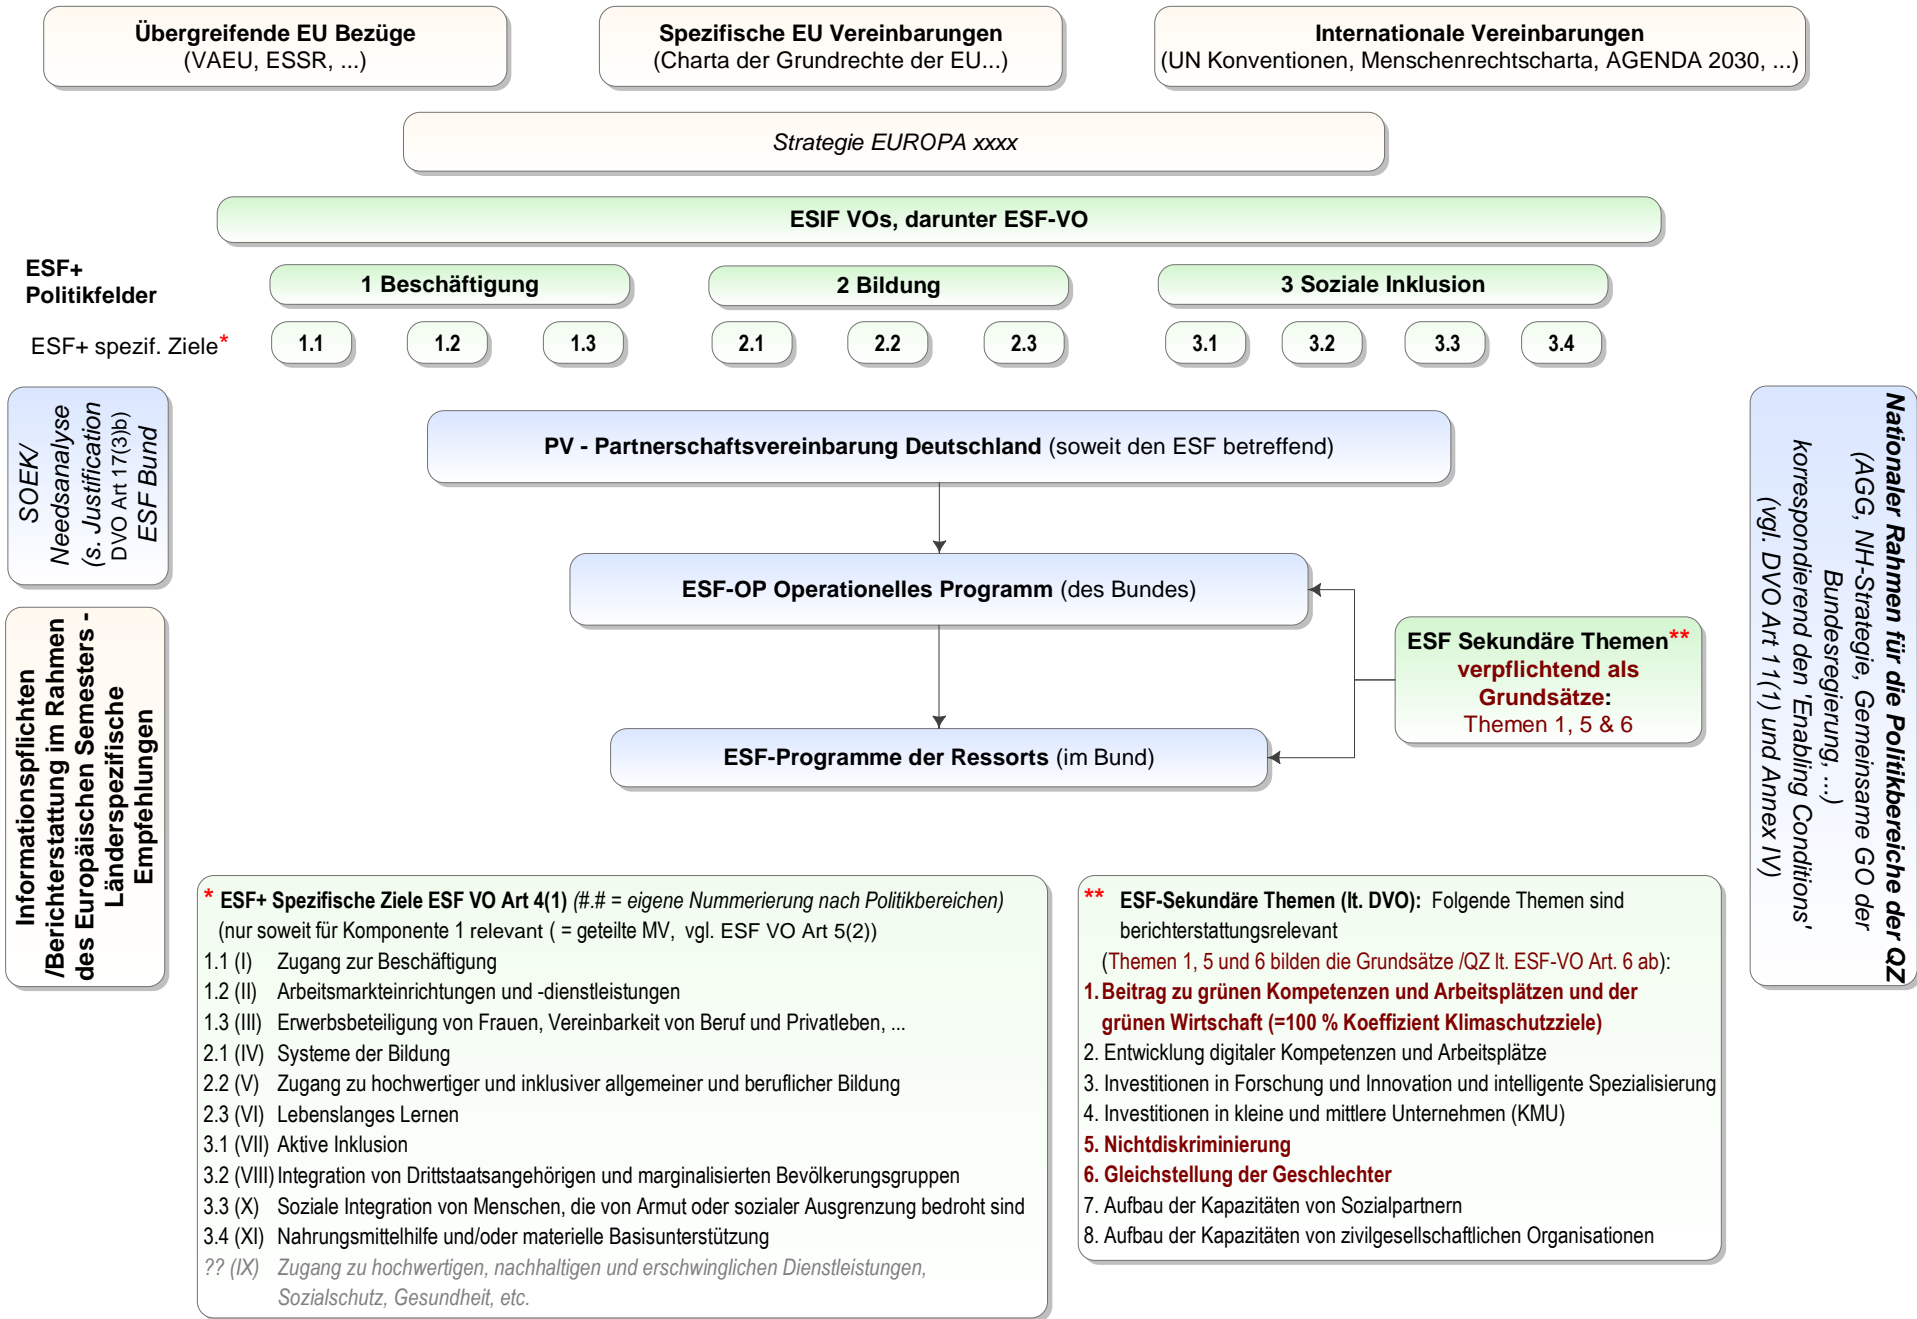 Übergreifende EU Bezüge
(VAEU, ESSR, ...)
Spezifische EU Vereinbarungen
(Charta der Grundrechte der EU...)
Internationale Vereinbarungen
(UN Konventionen, Menschenrechtscharta, AGENDA 2030, ...)
Strategie EUROPA xxxx
ESIF VOs, darunter ESF-VO
ESF+
Politikfelder
1 Beschäftigung
2 Bildung
3 Soziale Inklusion
ESF+ spezif. Ziele*
1.1
1.2
1.3
2.1
2.2
2.3
3.1
3.2
3.3
3.4
SOEK/
Needsanalyse
(s. Justification
DVO Art 17(3)b)
ESF Bund
Informationspflichten
/Berichterstattung im Rahmen
des Europäischen Semesters -
Länderspezifische
Empfehlungen
PV - Partnerschaftsvereinbarung Deutschland (soweit den ESF betreffend)
ESF-OP Operationelles Programm (des Bundes)
ESF-Programme der Ressorts (im Bund)
ESF Sekundäre Themen**
verpflichtend als
Grundsätze:
Themen 1, 5 & 6
Nationaler Rahmen für die Politikbereiche der QZ
(AGG, NH-Strategie, Gemeinsame GO der
Bundesregierung, ...)
korrespondierend den 'Enabling Conditions'
(vgl. DVO Art 11(1) und Annex IV)
* ESF+ Spezifische Ziele ESF VO Art 4(1) (#.# = eigene Nummerierung nach Politikbereichen)
(nur soweit für Komponente 1 relevant ( = geteilte MV, vgl. ESF VO Art 5(2))
1.1 (I) Zugang zur Beschäftigung
1.2 (II) Arbeitsmarkteinrichtungen und -dienstleistungen
1.3 (III) Erwerbsbeteiligung von Frauen, Vereinbarkeit von Beruf und Privatleben, ...
2.1 (IV) Systeme der Bildung
2.2 (V) Zugang zu hochwertiger und inklusiver allgemeiner und beruflicher Bildung
2.3 (VI) Lebenslanges Lernen
3.1 (VII) Aktive Inklusion
3.2 (VIII) Integration von Drittstaatsangehörigen und marginalisierten Bevölkerungsgruppen
3.3 (X) Soziale Integration von Menschen, die von Armut oder sozialer Ausgrenzung bedroht sind
3.4 (XI) Nahrungsmittelhilfe und/oder materielle Basisunterstützung
?? (IX) Zugang zu hochwertigen, nachhaltigen und erschwinglichen Dienstleistungen,
Sozialschutz, Gesundheit, etc.
** ESF-Sekundäre Themen (lt. DVO): Folgende Themen sind
berichterstattungsrelevant
(Themen 1, 5 und 6 bilden die Grundsätze /QZ lt. ESF-VO Art. 6 ab):
1. Beitrag zu grünen Kompetenzen und Arbeitsplätzen und der
grünen Wirtschaft (=100 % Koeffizient Klimaschutzziele)
2. Entwicklung digitaler Kompetenzen und Arbeitsplätze
3. Investitionen in Forschung und Innovation und intelligente Spezialisierung
4. Investitionen in kleine und mittlere Unternehmen (KMU)
5. Nichtdiskriminierung
6. Gleichstellung der Geschlechter
7. Aufbau der Kapazitäten von Sozialpartnern
8. Aufbau der Kapazitäten von zivilgesellschaftlichen Organisationen